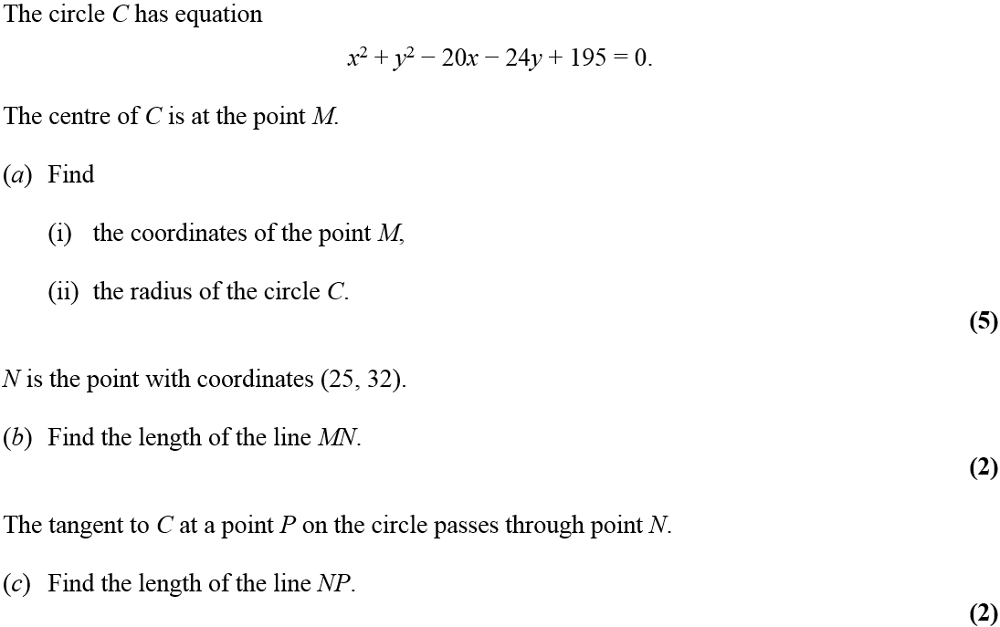 The circle C has equation
x² + y² − 20x − 24y + 195 = 0.
The centre of C is at the point M.
(a) Find
(i) the coordinates of the point M,
(ii) the radius of the circle C.
(5)
N is the point with coordinates (25, 32).
(b) Find the length of the line MN.
(2)
The tangent to C at a point P on the circle passes through point N.
(c) Find the length of the line NP.
(2)